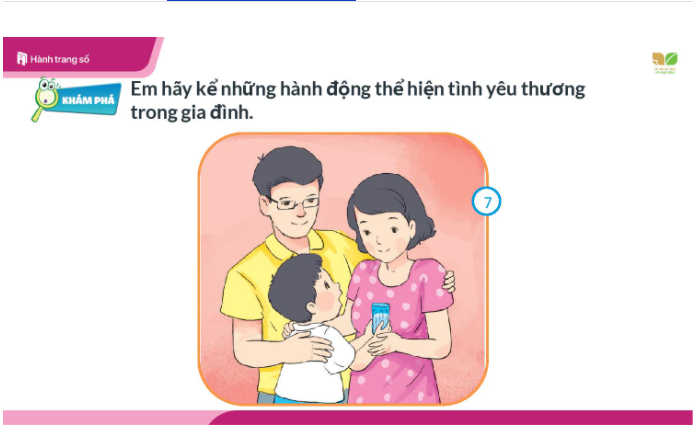 Hành trang số
KHÁM PHÁ
Em hãy kể những hành động thể hiện tình yêu thương
trong gia đình.
7